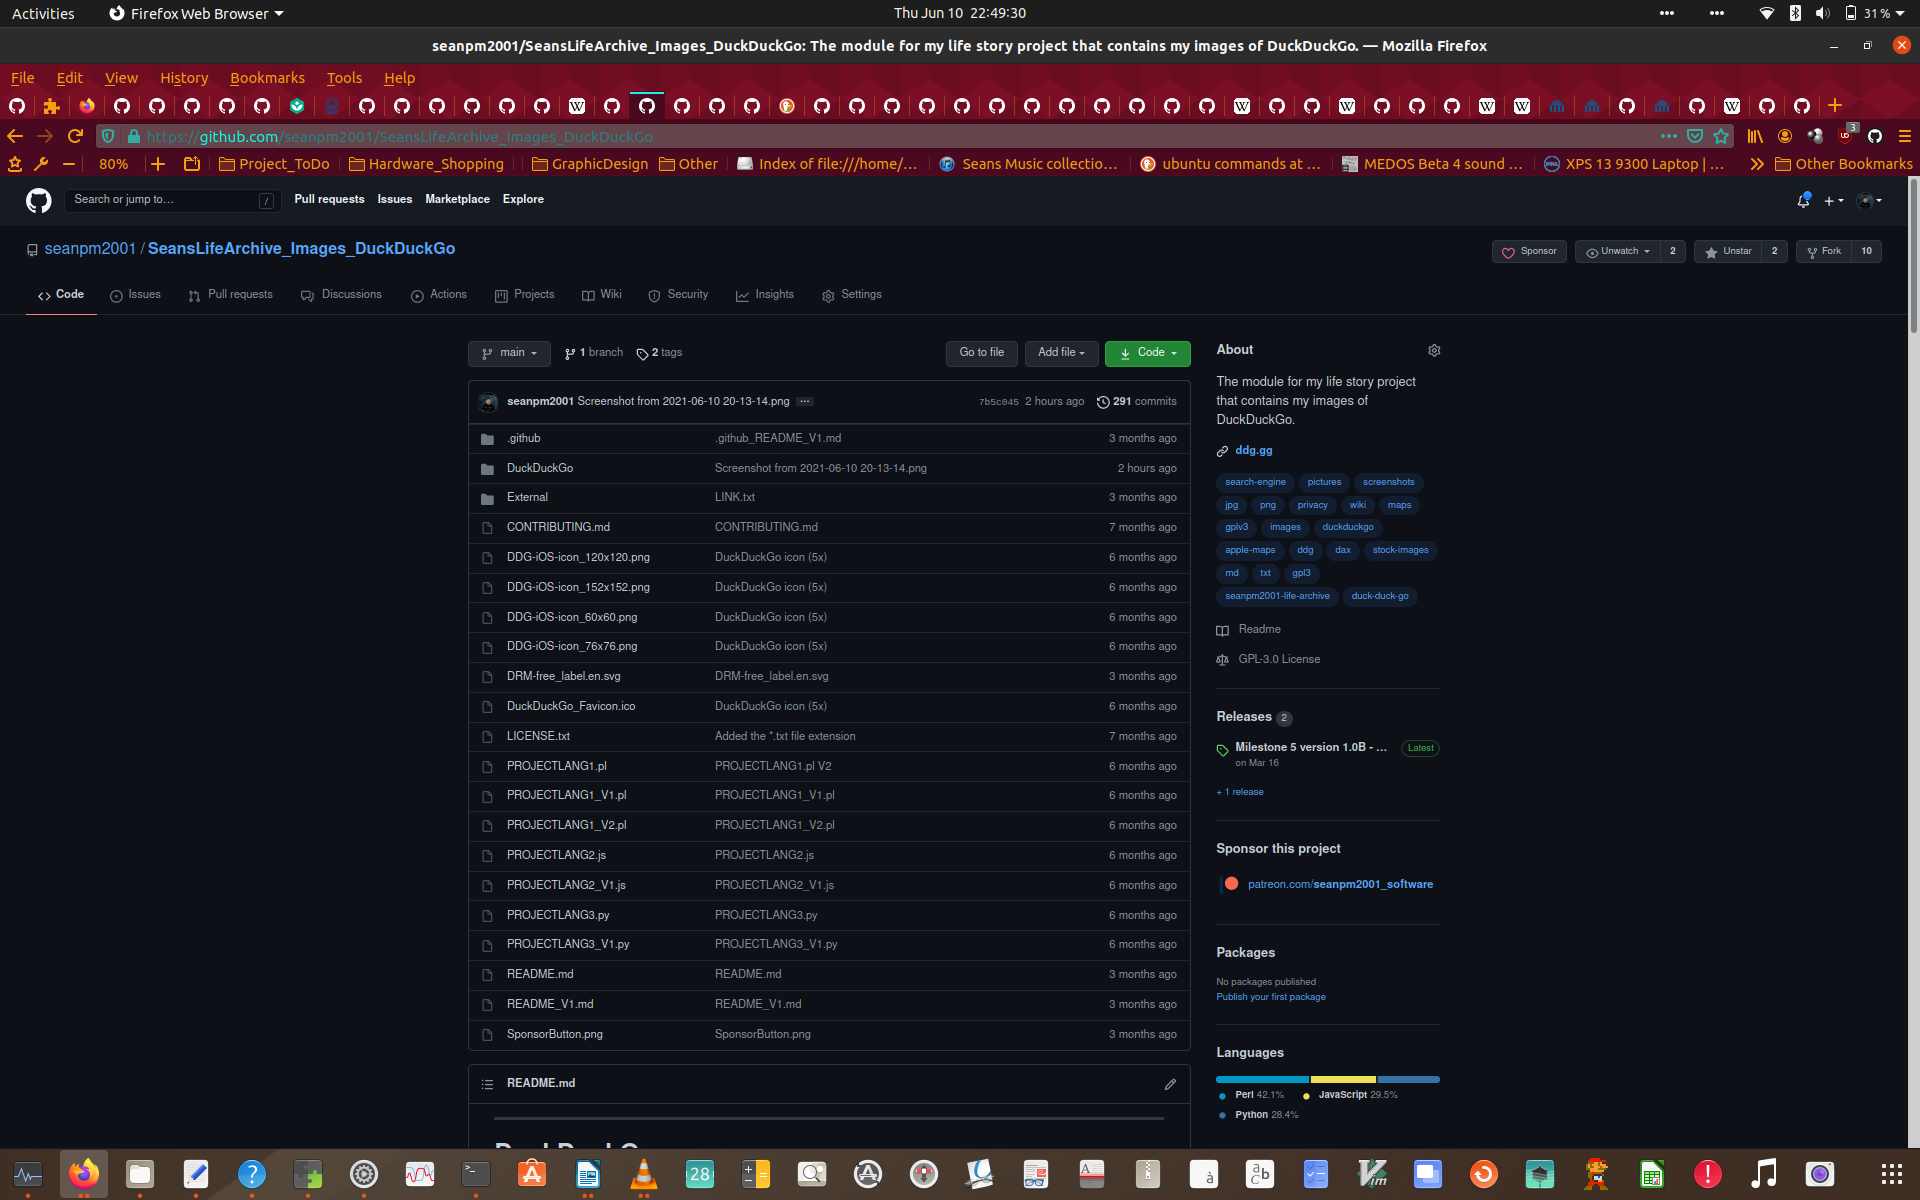 Activities Firefox Web Browser Thu Jun 10 22:49:30 31 %
seanpm2001/SeansLifeArchive_Images_DuckDuckGo: The module for my life story project that contains my images of DuckDuckGo. — Mozilla Firefox
File Edit View History Bookmarks Tools Help
https://github.com/seanpm2001/SeansLifeArchive_Images_DuckDuckGo 3
80% Project_ToDo Hardware_Shopping GraphicDesign Other Index of file:///home/... Seans Music collectio... ubuntu commands at ... MEDOS Beta 4 sound ... XPS 13 9300 Laptop | ... Other Bookmarks
Search or jump to... / Pull requests Issues Marketplace Explore
seanpm2001 / SeansLifeArchive_Images_DuckDuckGo Sponsor Unwatch 2 Unstar 2 Fork 10
Code Issues Pull requests Discussions Actions Projects Wiki Security Insights Settings
main 1 branch 2 tags Go to file Add file Code
seanpm2001 Screenshot from 2021-06-10 20-13-14.png ... 7b5c045 2 hours ago 291 commits
.github .github_README_V1.md 3 months ago
DuckDuckGo Screenshot from 2021-06-10 20-13-14.png 2 hours ago
External LINK.txt 3 months ago
CONTRIBUTING.md CONTRIBUTING.md 7 months ago
DDG-iOS-icon_120x120.png DuckDuckGo icon (5x) 6 months ago
DDG-iOS-icon_152x152.png DuckDuckGo icon (5x) 6 months ago
DDG-iOS-icon_60x60.png DuckDuckGo icon (5x) 6 months ago
DDG-iOS-icon_76x76.png DuckDuckGo icon (5x) 6 months ago
DRM-free_label.en.svg DRM-free_label.en.svg 3 months ago
DuckDuckGo_Favicon.ico DuckDuckGo icon (5x) 6 months ago
LICENSE.txt Added the *.txt file extension 7 months ago
PROJECTLANG1.pl PROJECTLANG1.pl V2 6 months ago
PROJECTLANG1_V1.pl PROJECTLANG1_V1.pl 6 months ago
PROJECTLANG1_V2.pl PROJECTLANG1_V2.pl 6 months ago
PROJECTLANG2.js PROJECTLANG2.js 6 months ago
PROJECTLANG2_V1.js PROJECTLANG2_V1.js 6 months ago
PROJECTLANG3.py PROJECTLANG3.py 6 months ago
PROJECTLANG3_V1.py PROJECTLANG3_V1.py 6 months ago
README.md README.md 3 months ago
README_V1.md README_V1.md 3 months ago
SponsorButton.png SponsorButton.png 3 months ago
README.md
About
The module for my life story project
that contains my images of
DuckDuckGo.
ddg.gg
search-engine pictures screenshots
jpg png privacy wiki maps
gplv3 images duckduckgo
apple-maps ddg dax stock-images
md txt gpl3
seanpm2001-life-archive duck-duck-go
Readme
GPL-3.0 License
Releases 2
Milestone 5 version 1.0B - ... Latest
on Mar 16
+ 1 release
Sponsor this project
patreon.com/seanpm2001_software
Packages
No packages published
Publish your first package
Languages
Perl 42.1% JavaScript 29.5%
Python 28.4%
28